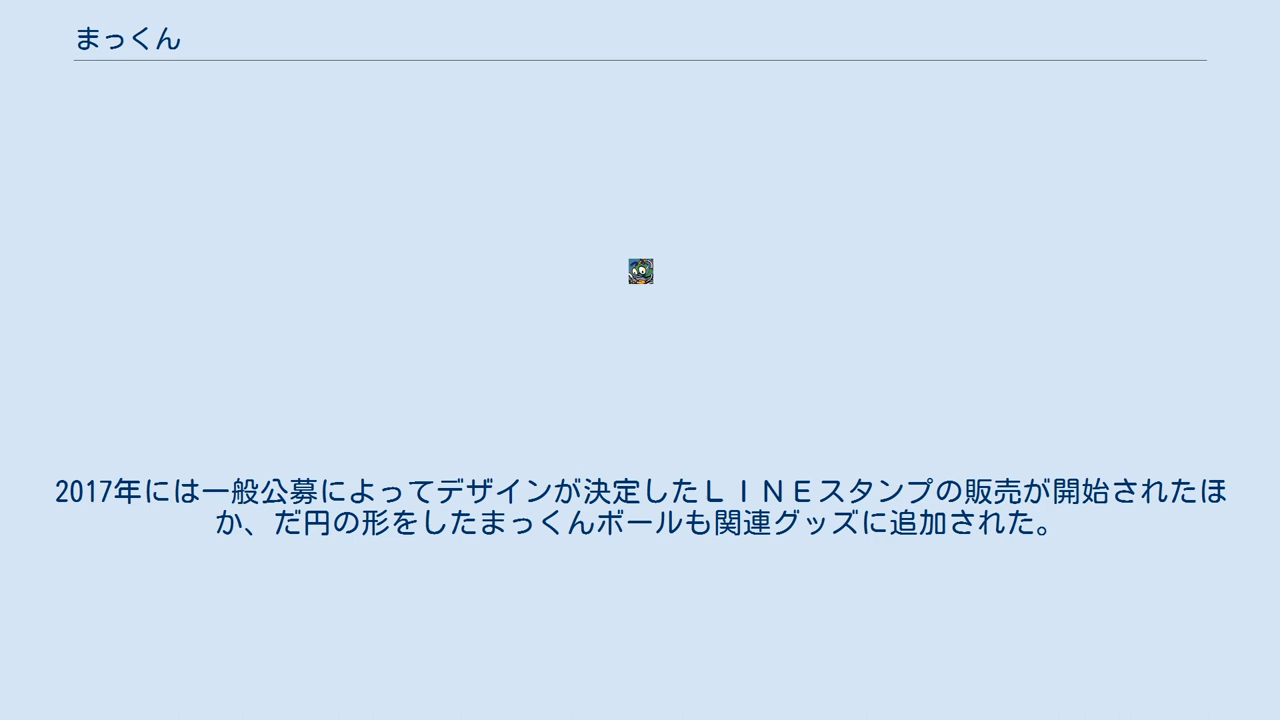 まっくん
2017年には一般公募によってデザインが決定したＬＩＮＥスタンプの販売が開始されたほ
か、だ円の形をしたまっくんボールも関連グッズに追加された。